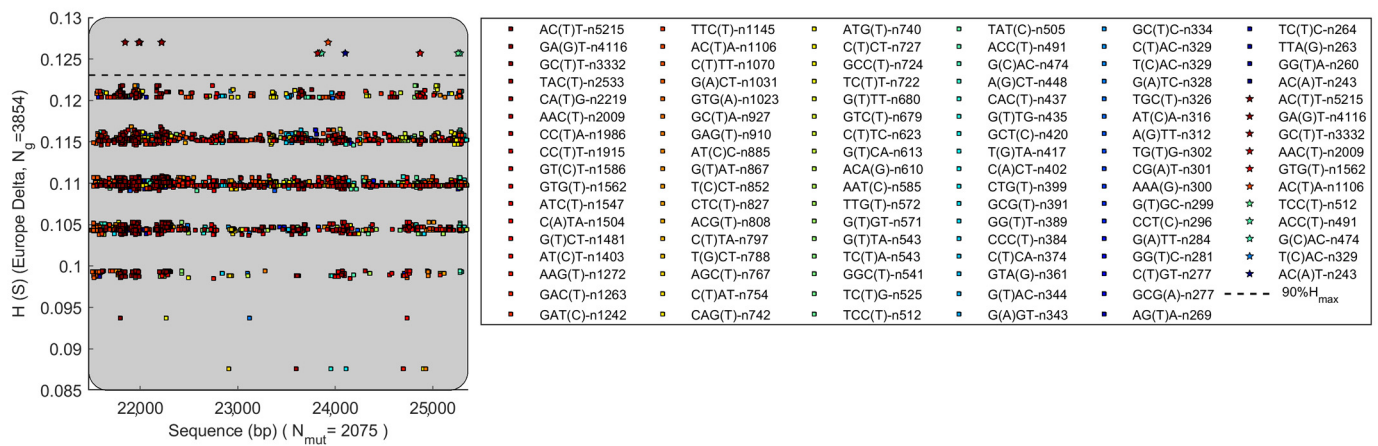 0.13
0.125
0.12
0.115
0.11
0.105
0.1
0.095
0.09
0.085
H (S) (Europe Delta, N_g=3854)
22,000
23,000
24,000
25,000
Sequence (bp) ( N_mut = 2075 )
AC(T)T-n5215
GA(G)T-n4116
GC(T)T-n3332
TAC(T)-n2533
CA(T)G-n2219
AAC(T)-n2009
CC(T)A-n1986
CC(T)T-n1915
GT(C)T-n1586
GTG(T)-n1562
ATC(T)-n1547
C(A)TA-n1504
G(T)CT-n1481
AT(C)T-n1403
AAG(T)-n1272
GAC(T)-n1263
GAT(C)-n1242
TTC(T)-n1145
AC(T)A-n1106
C(T)TT-n1070
G(A)CT-n1031
GTG(A)-n1023
GC(T)A-n927
GAG(T)-n910
AT(C)C-n885
G(T)AT-n867
T(C)CT-n852
CTC(T)-n827
ACG(T)-n808
C(T)TA-n797
T(G)CT-n788
AGC(T)-n767
C(T)AT-n754
CAG(T)-n742
ATG(T)-n740
C(T)CT-n727
GCC(T)-n724
TC(T)T-n722
G(T)TT-n680
GTC(T)-n679
C(T)TC-n623
G(T)CA-n613
ACA(G)-n610
AAT(C)-n585
TTG(T)-n572
G(T)GT-n571
G(T)TA-n543
TC(T)A-n543
GGC(T)-n541
TC(T)G-n525
TCC(T)-n512
TAT(C)-n505
ACC(T)-n491
G(C)AC-n474
A(G)CT-n448
CAC(T)-n437
G(T)TG-n435
GCT(C)-n420
T(G)TA-n417
C(A)CT-n402
CTG(T)-n399
GCG(T)-n391
GG(T)T-n389
CCC(T)-n384
C(T)CA-n374
GTA(G)-n361
G(T)AC-n344
G(A)GT-n343
GC(T)C-n334
C(T)AC-n329
T(C)AC-n329
G(A)TC-n328
TGC(T)-n326
AT(C)A-n316
A(G)TT-n312
TG(T)G-n302
CG(A)T-n301
AAA(G)-n300
G(T)GC-n299
CCT(C)-n296
G(A)TT-n284
GG(T)C-n281
C(T)GT-n277
GCG(A)-n277
AG(T)A-n269
TC(T)C-n264
TTA(G)-n263
GG(T)A-n260
AC(A)T-n243
AC(T)T-n5215
GA(G)T-n4116
GC(T)T-n3332
AAC(T)-n2009
GTG(T)-n1562
AC(T)A-n1106
TCC(T)-n512
ACC(T)-n491
G(C)AC-n474
T(C)AC-n329
AC(A)T-n243
90%H_max